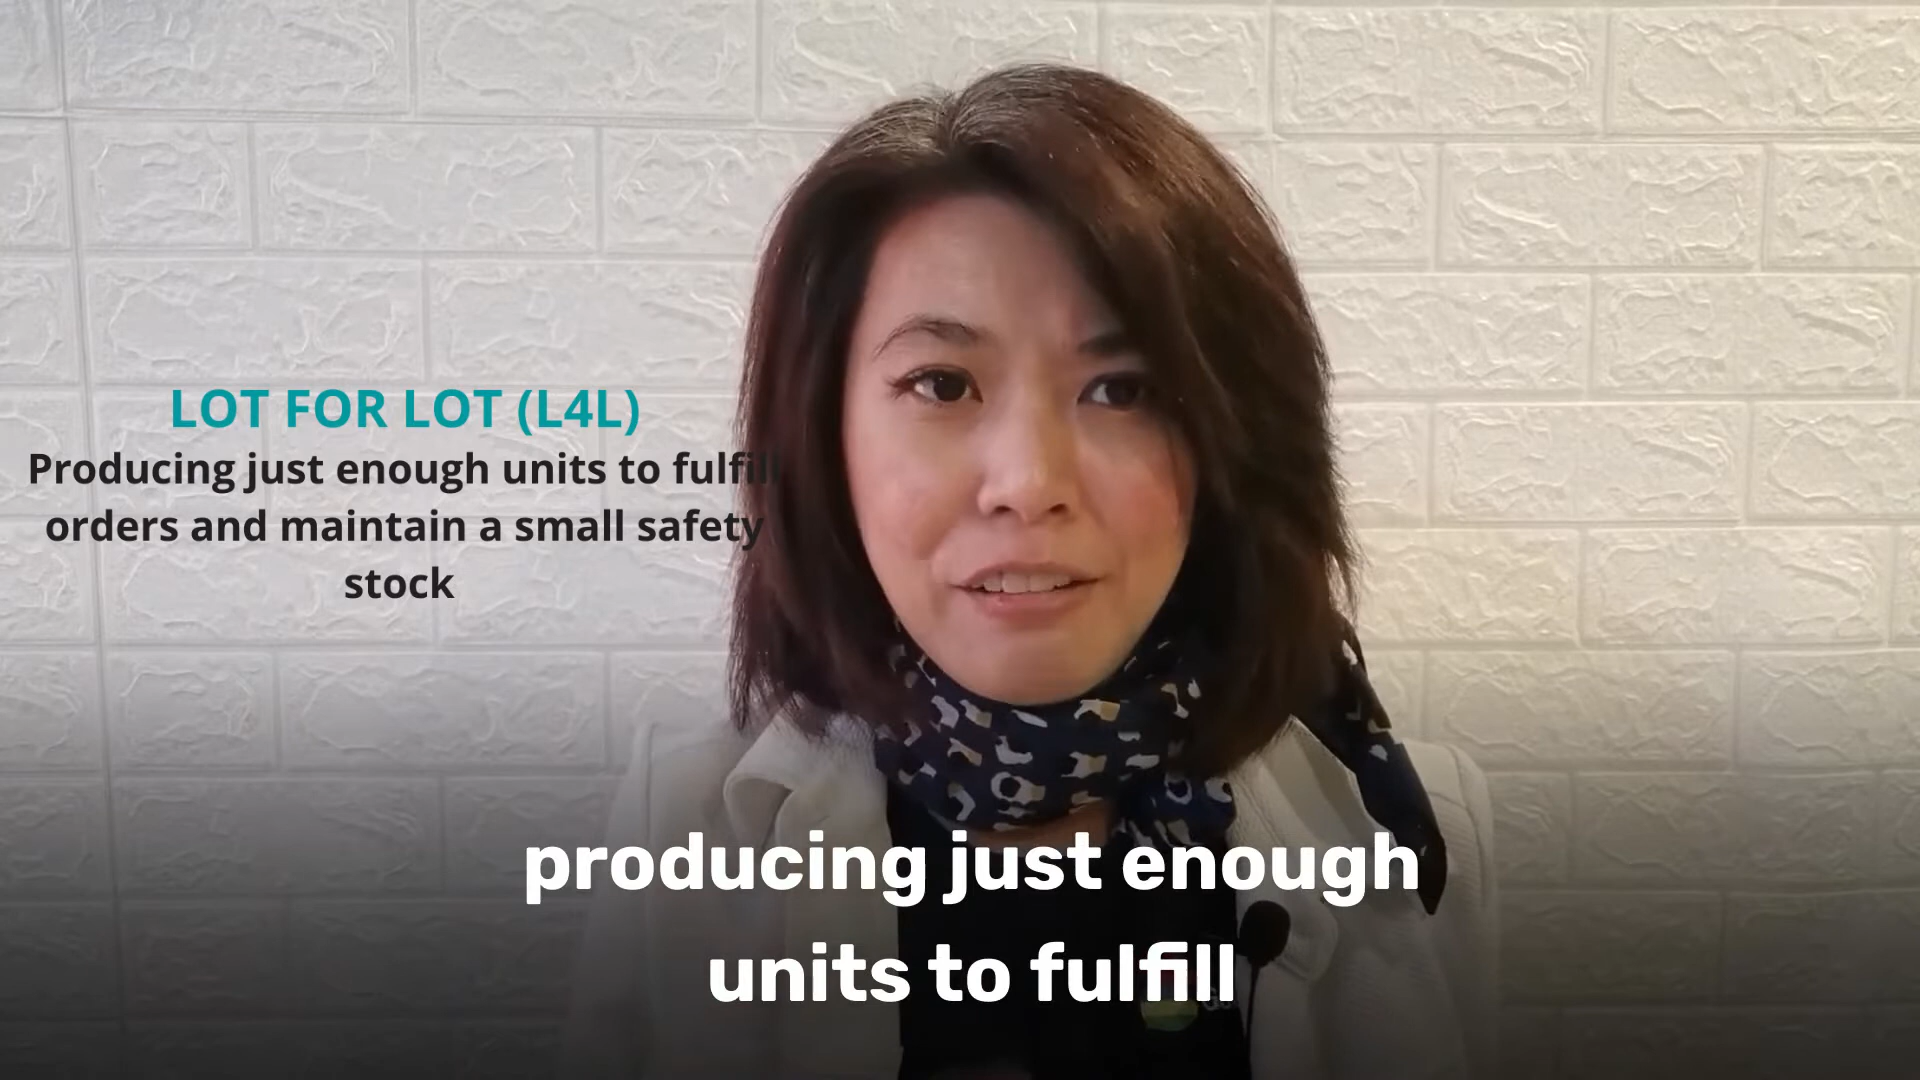 LOT FOR LOT (L4L)
Producing just enough units to fulfill
orders and maintain a small safety
stock
producing just enough
units to fulfill